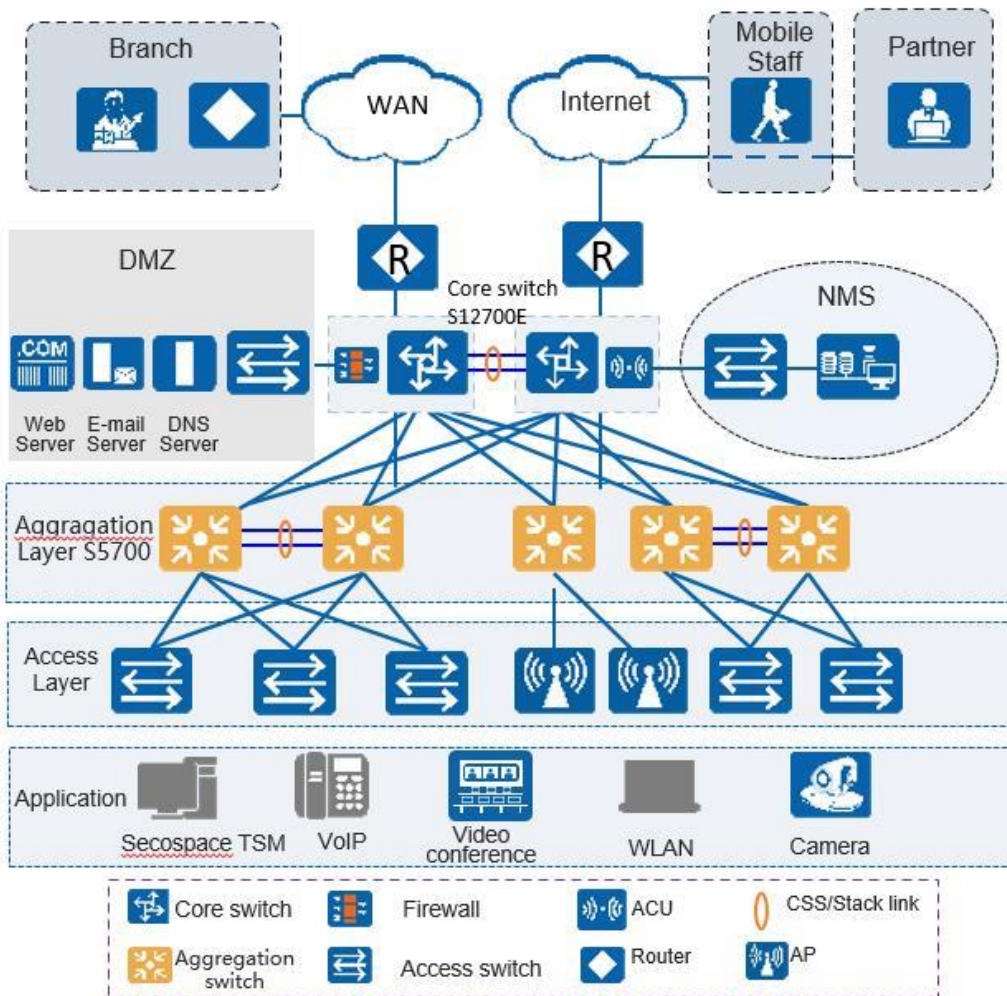 Branch
WAN
Internet
Mobile
Staff
Partner
DMZ
R
R
Core switch
S12700E
NMS
.COM
Web
Server
E-mail
Server
DNS
Server
Aggragation
Layer S5700
Access
Layer
Application
Secospace TSM
VoIP
Video
conference
WLAN
Camera
Core switch
Firewall
ACU
CSS/Stack link
Aggregation
switch
Access switch
Router
AP